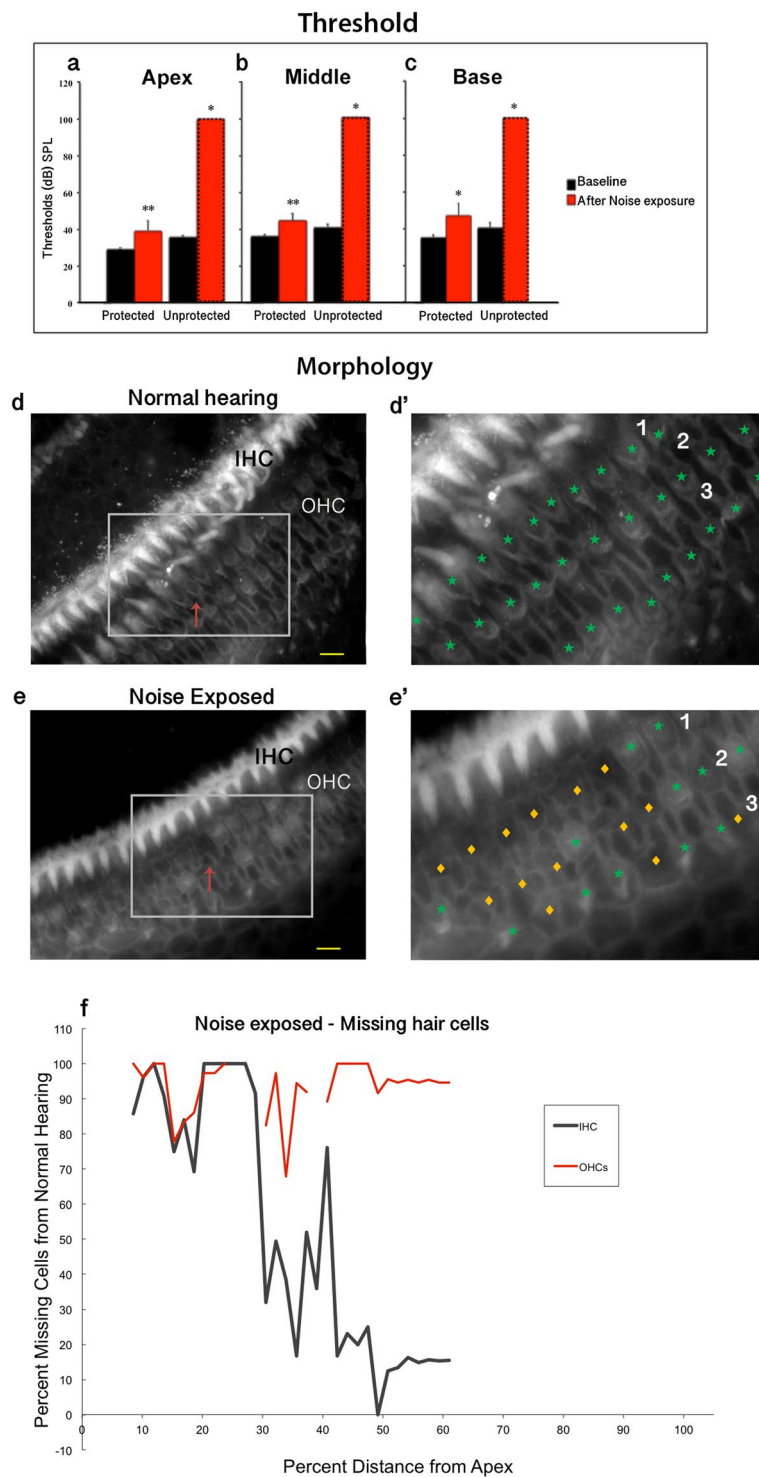 Threshold
a Apex b Middle c Base
120
100
80
60
40
20
0
Thresholds (dB) SPL
** * ** * * *
Baseline
After Noise exposure
Protected Unprotected Protected Unprotected Protected Unprotected
Morphology
d Normal hearing d'
IHC
OHC
1 2
3
e Noise Exposed e'
IHC
OHC
1
2
3
f
Noise exposed - Missing hair cells
110
100
90
80
70
60
50
40
30
20
10
0
-10
Percent Missing Cells from Normal Hearing
IHC
OHCs
0 10 20 30 40 50 60 70 80 90 100
Percent Distance from Apex